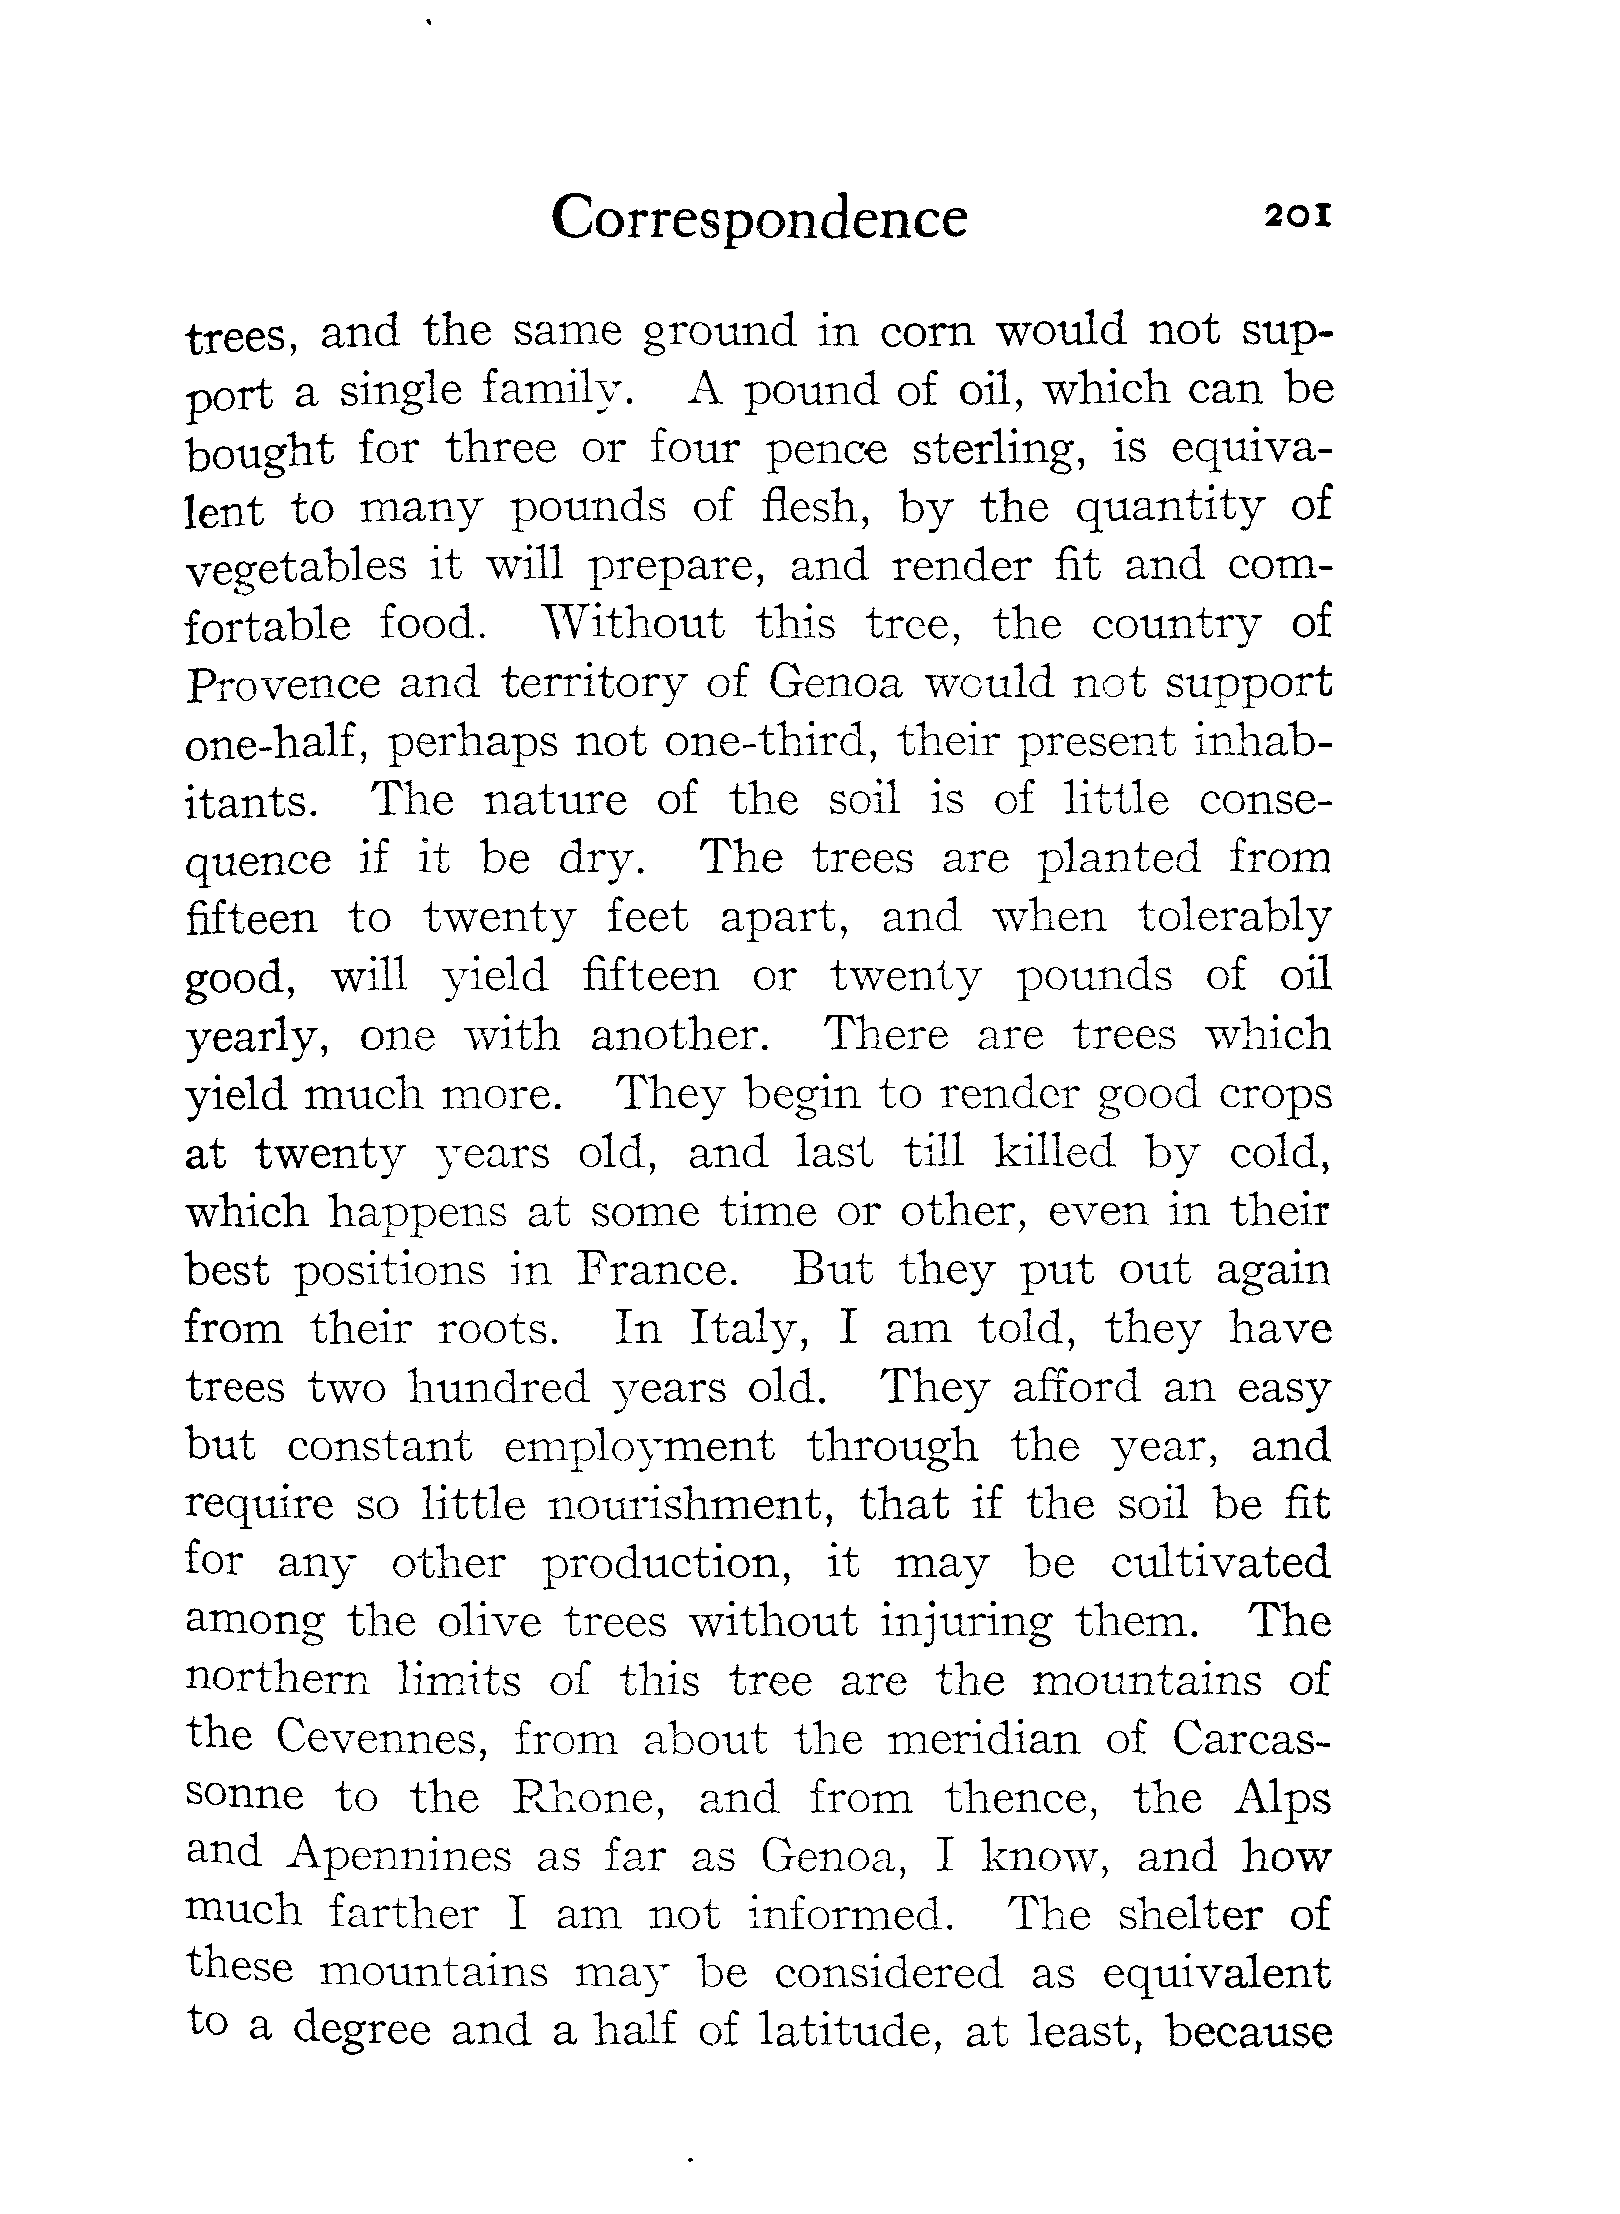 Correspondence 201
trees, and the same ground in corn would not sup-
port a single family. A pound of oil, which can be
bought for three or four pence sterling, is equiva-
lent to many pounds of flesh, by the quantity of
vegetables it will prepare, and render fit and com-
fortable food. Without this tree, the country of
Provence and territory of Genoa would not support
one-half, perhaps not one-third, their present inhab-
itants. The nature of the soil is of little conse-
quence if it be dry. The trees are planted from
fifteen to twenty feet apart, and when tolerably
good, will yield fifteen or twenty pounds of oil
yearly, one with another. There are trees which
yield much more. They begin to render good crops
at twenty years old, and last till killed by cold,
which happens at some time or other, even in their
best positions in France. But they put out again
from their roots. In Italy, I am told, they have
trees two hundred years old. They afford an easy
but constant employment through the year, and
require so little nourishment, that if the soil be fit
for any other production, it may be cultivated
among the olive trees without injuring them. The
northern limits of this tree are the mountains of
the Cevennes, from about the meridian of Carcas-
sonne to the Rhone, and from thence, the Alps
and Apennines as far as Genoa, I know, and how
much farther I am not informed. The shelter of
these mountains may be considered as equivalent
to a degree and a half of latitude, at least, because